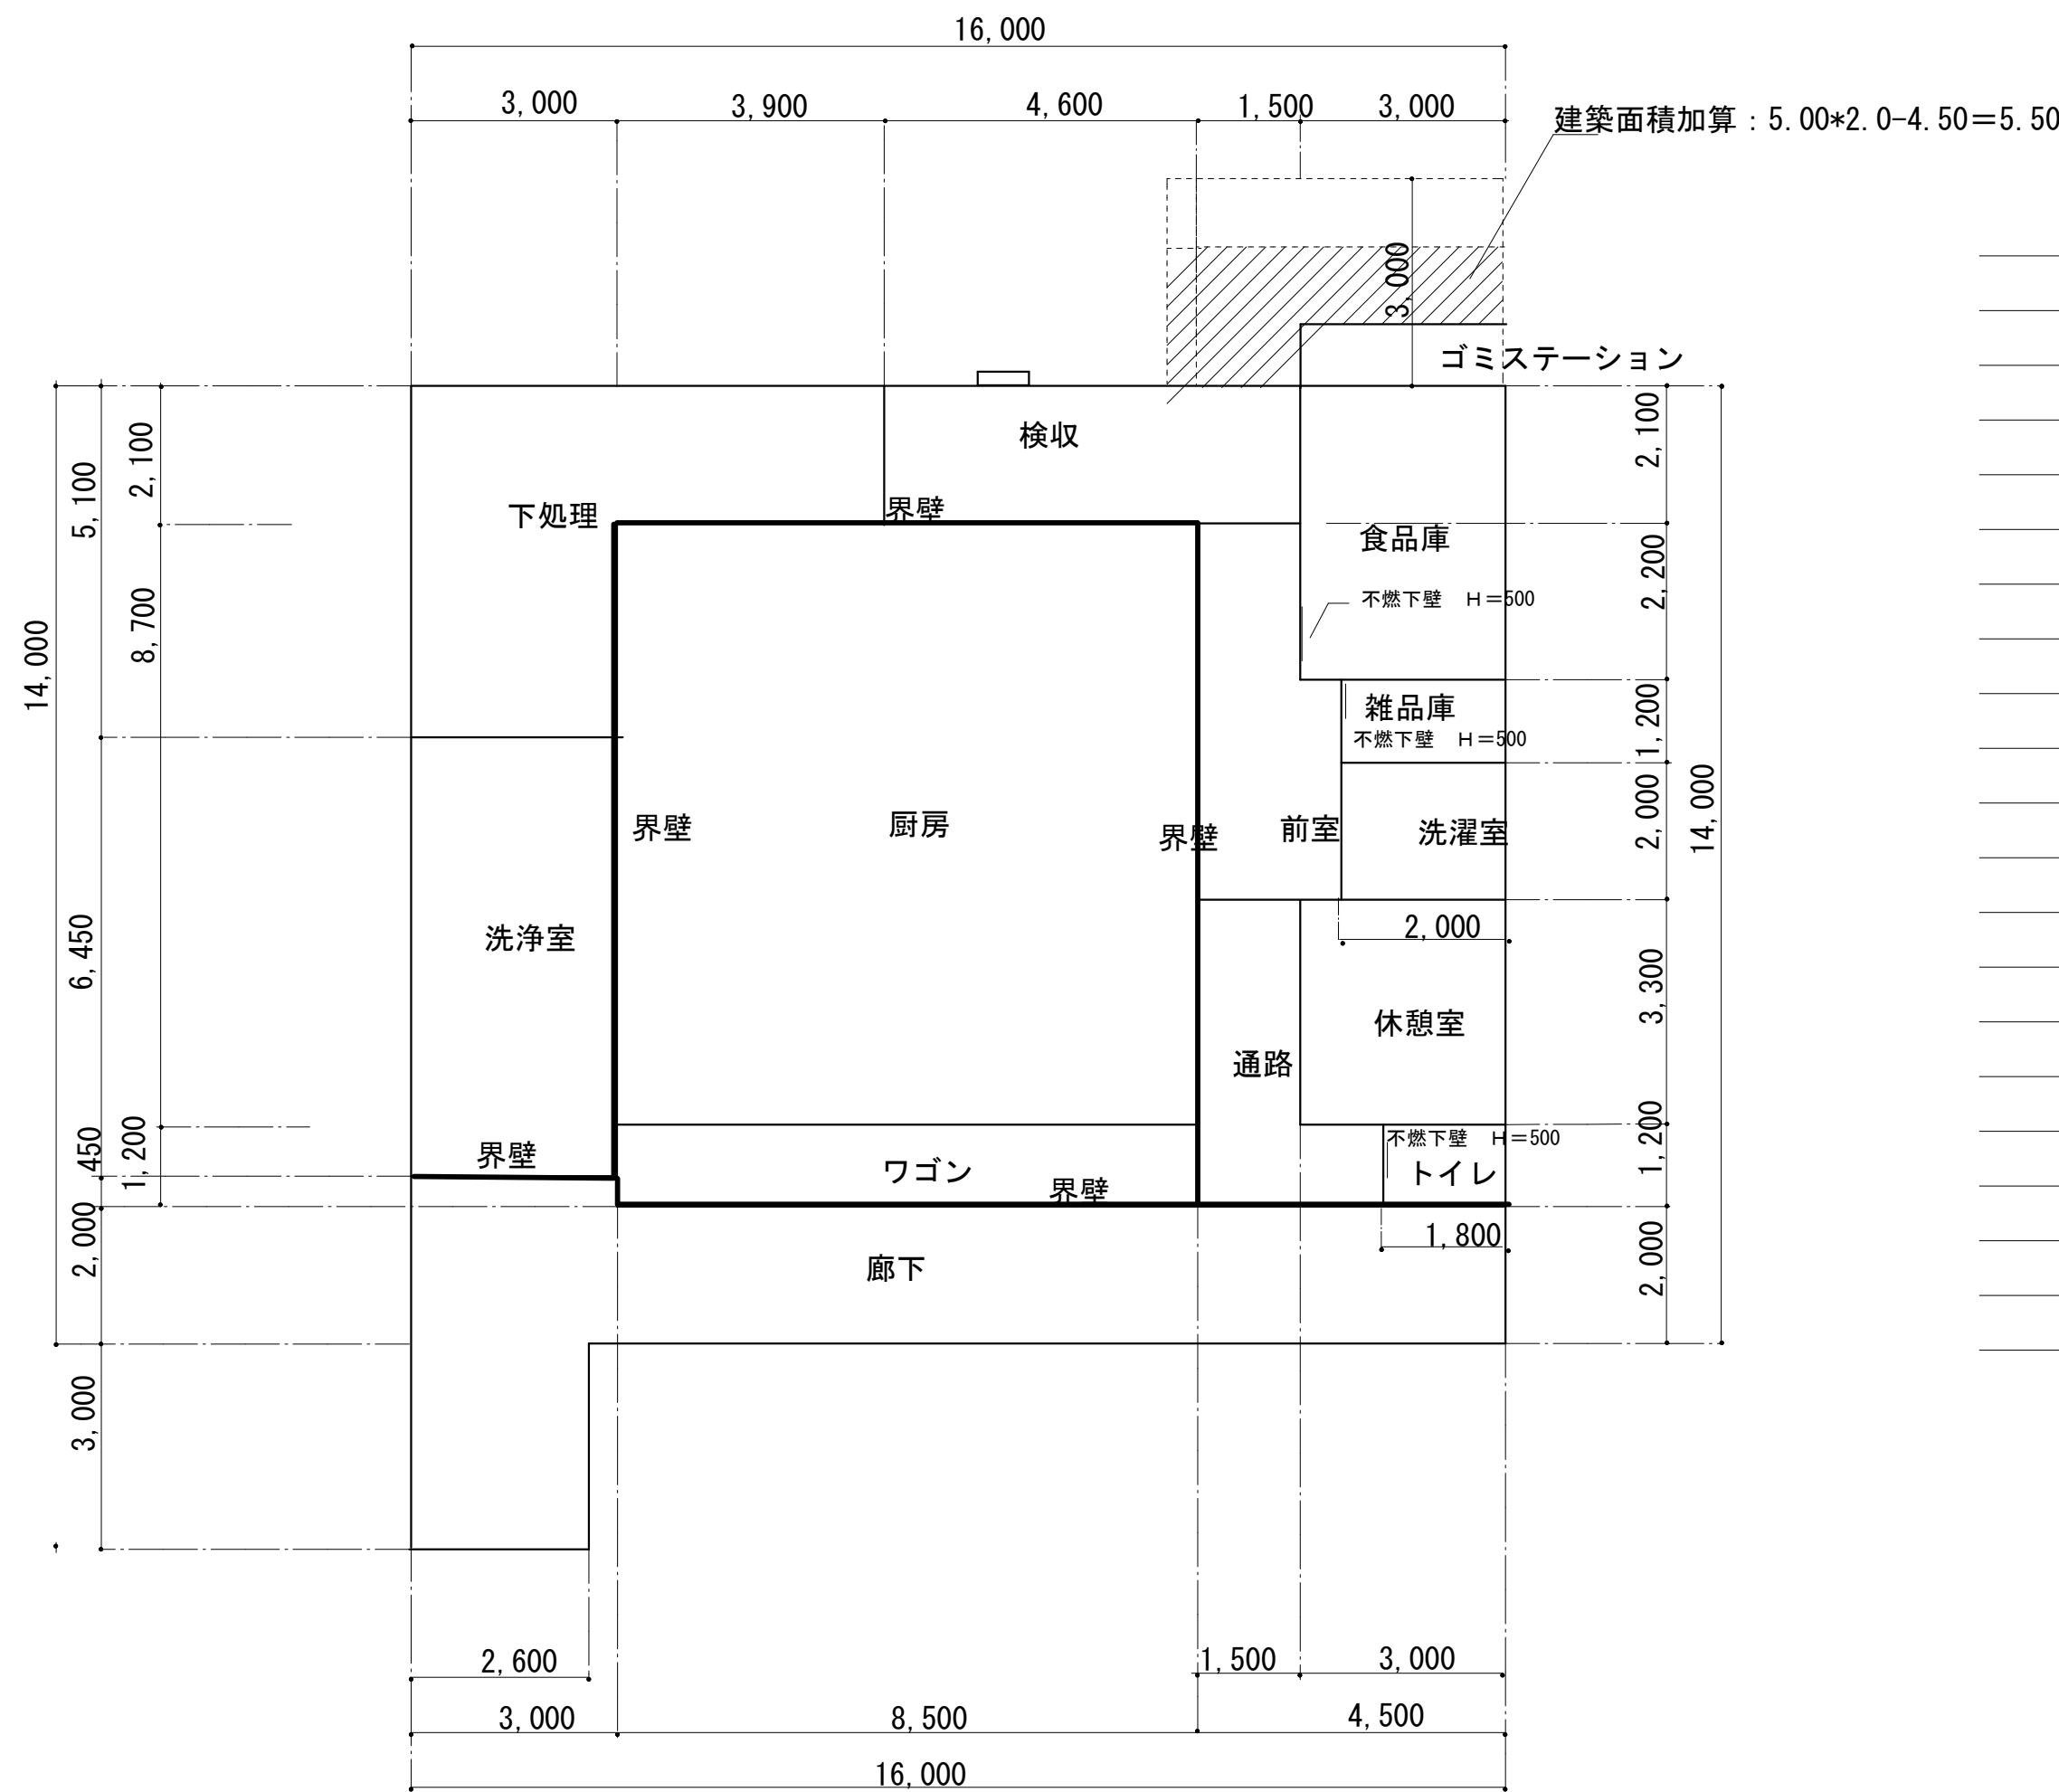 16,000
3,000
3,900
4,600
1,500
3,000
建築面積加算:5.00*2.0-4.50=5.50
3,000
ゴミステーション
14,000
5,100
2,100
検収
2,100
下処理
界壁
食品庫
2,200
8,700
不燃下壁 H=500
雑品庫
1,200
不燃下壁 H=500
界壁
厨房
界壁
前室
洗濯室
2,000
14,000
6,450
洗浄室
2,000
3,300
休憩室
通路
450
1,200
界壁
ワゴン
界壁
不燃下壁 H=500
トイレ
1,200
2,000
廊下
1,800
2,000
3,000
2,600
1,500
3,000
3,000
8,500
4,500
16,000